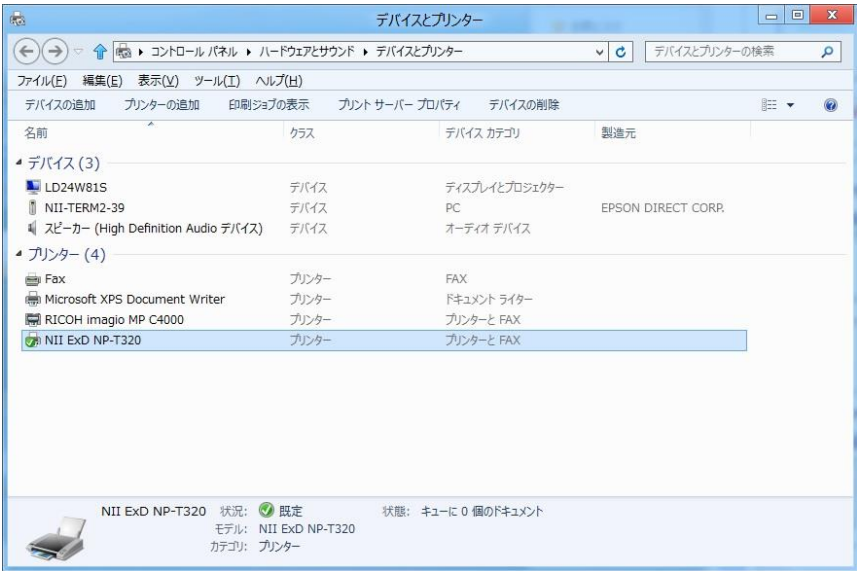 デバイスとプリンター
コントロール パネル ハードウェアとサウンド デバイスとプリンター デバイスとプリンターの検索
ファイル(F) 編集(E) 表示(V) ツール(T) ヘルプ(H)
デバイスの追加 プリンターの追加 印刷ジョブの表示 プリント サーバー プロパティ デバイスの削除
名前 クラス デバイス カテゴリ 製造元
デバイス (3)
LD24W81S デバイス ディスプレイとプロジェクター
NII-TERM2-39 デバイス PC EPSON DIRECT CORP.
スピーカー (High Definition Audio デバイス) デバイス オーディオ デバイス
プリンター (4)
Fax プリンター FAX
Microsoft XPS Document Writer プリンター ドキュメント ライター
RICOH imagio MP C4000 プリンター プリンターと FAX
NII ExD NP-T320 プリンター プリンターと FAX
NII ExD NP-T320 状況: 既定 状態: キューに 0 個のドキュメント
モデル: NII ExD NP-T320
カテゴリ: プリンター